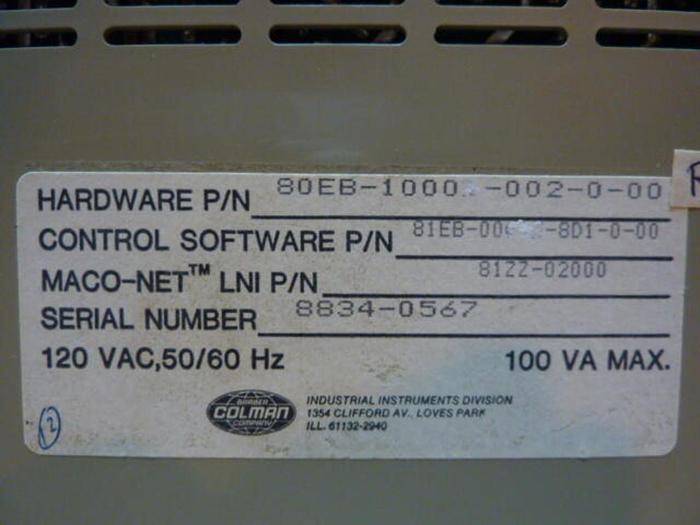 HARDWARE P/N
CONTROL SOFTWARE P/N
MACO-NET™ LNI P/N 81ZZ-02000
SERIAL NUMBER 8834-0567
120 VAC,50/60 Hz 100 VA MAX.
BARBER
COLMAN
COMPANY
INDUSTRIAL INSTRUMENTS DIVISION
1354 CLIFFORD AV., LOVES PARK
ILL. 61132-2940
12